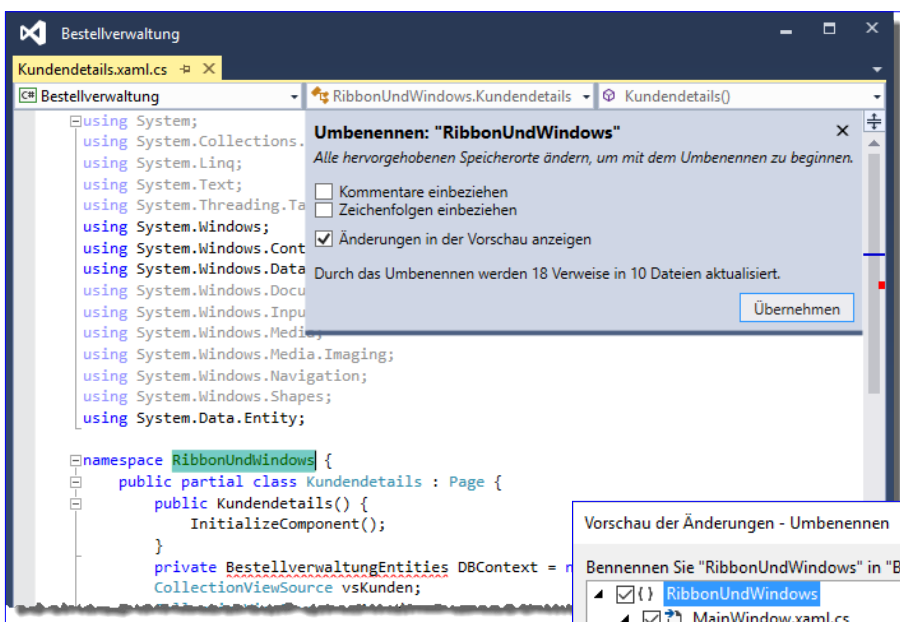 Bestellverwaltung
Kundendetails.xaml.cs
C# Bestellverwaltung RibbonUndWindows.Kundendetails Kundendetails()
using System;
using System.Collections.
using System.Linq;
using System.Text;
using System.Threading.Ta
using System.Windows;
using System.Windows.Cont
using System.Windows.Data
using System.Windows.Docu
using System.Windows.Inpu
using System.Windows.Media;
using System.Windows.Media.Imaging;
using System.Windows.Navigation;
using System.Windows.Shapes;
using System.Data.Entity;
Umbenennen: "RibbonUndWindows"
Alle hervorgehobenen Speicherorte ändern, um mit dem Umbenennen zu beginnen.
Kommentare einbeziehen
Zeichenfolgen einbeziehen
Änderungen in der Vorschau anzeigen
Durch das Umbenennen werden 18 Verweise in 10 Dateien aktualisiert.
Übernehmen
namespace RibbonUndWindows {
public partial class Kundendetails : Page {
public Kundendetails() {
InitializeComponent();
}
private BestellverwaltungEntities DBContext = n
CollectionViewSource vsKunden;
Vorschau der Änderungen - Umbenennen
Bennennen Sie "RibbonUndWindows" in "B
{} RibbonUndWindows
MainWindow.xaml.cs